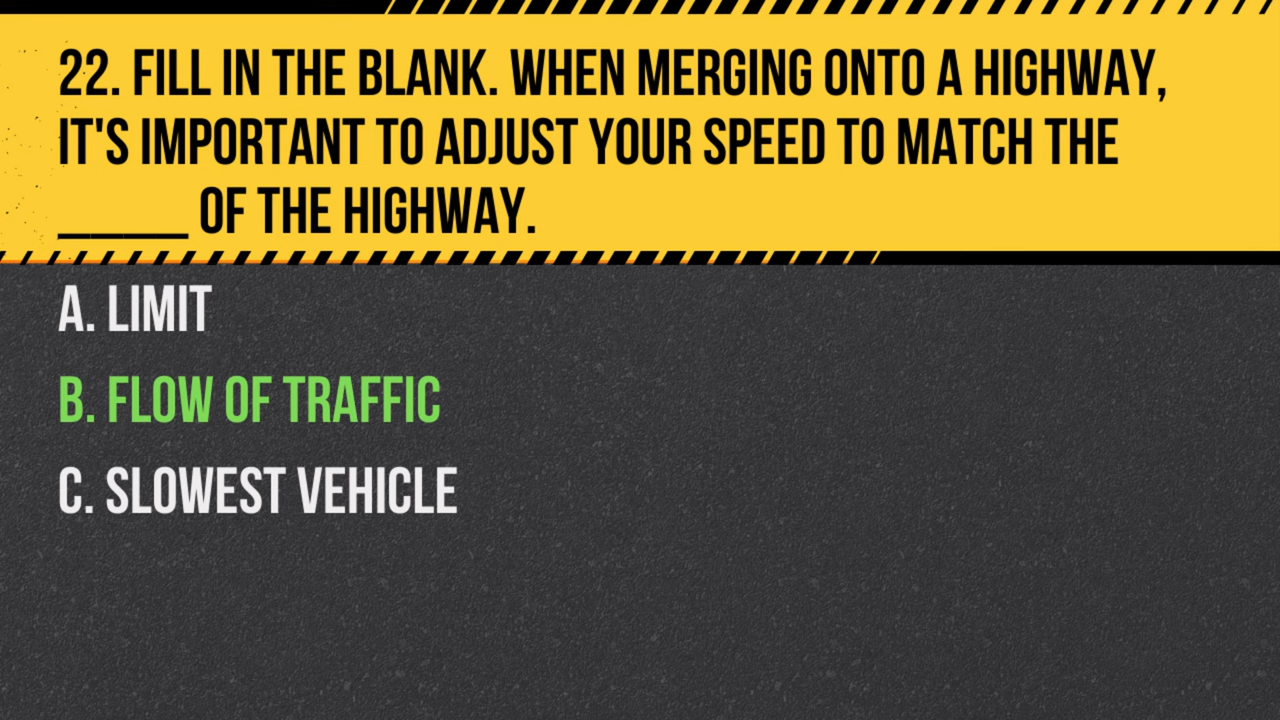 22. FILL IN THE BLANK. WHEN MERGING ONTO A HIGHWAY,
IT'S IMPORTANT TO ADJUST YOUR SPEED TO MATCH THE
____ OF THE HIGHWAY.
A. LIMIT
B. FLOW OF TRAFFIC
C. SLOWEST VEHICLE